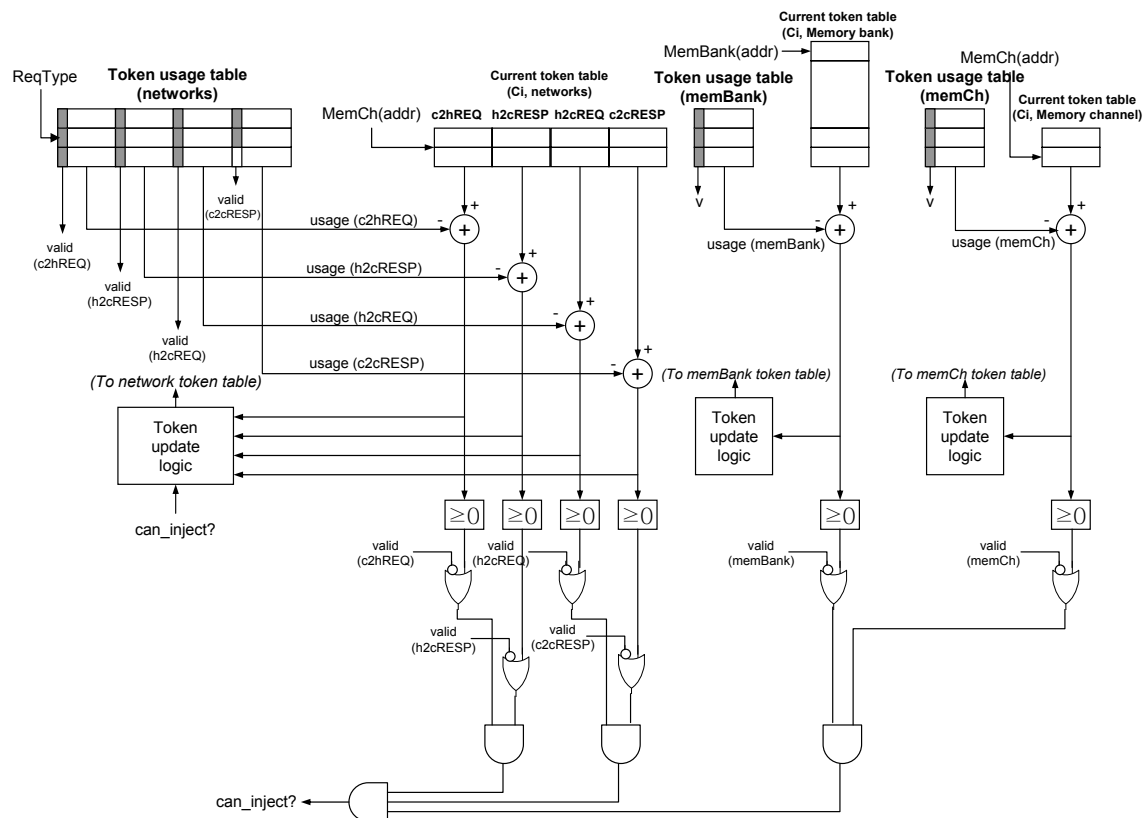 Current token table
(Ci, Memory bank)
MemBank(addr)
ReqType
Token usage table
(networks)
Current token table
(Ci, networks)
MemCh(addr)
c2hREQ h2cRESP h2cREQ c2cRESP
Token usage table
(memBank)
MemCh(addr)
Token usage table
(memCh)
Current token table
(Ci, Memory channel)
valid
(c2cRESP)
v
v
+
+
+
+
+
+
-
-
-
-
-
-
+
+
+
+
+
+
usage (c2hREQ)
usage (memBank)
usage (memCh)
valid
(c2hREQ)
usage (h2cRESP)
valid
(h2cRESP)
usage (h2cREQ)
valid
(h2cREQ)
usage (c2cRESP)
(To network token table)
(To memBank token table)
(To memCh token table)
Token
update
logic
Token
update
logic
Token
update
logic
can_inject?
≥0
≥0
≥0
≥0
≥0
≥0
valid
(c2hREQ)
valid
(h2cREQ)
valid
(memBank)
valid
(memCh)
valid
(h2cRESP)
valid
(c2cRESP)
can_inject?